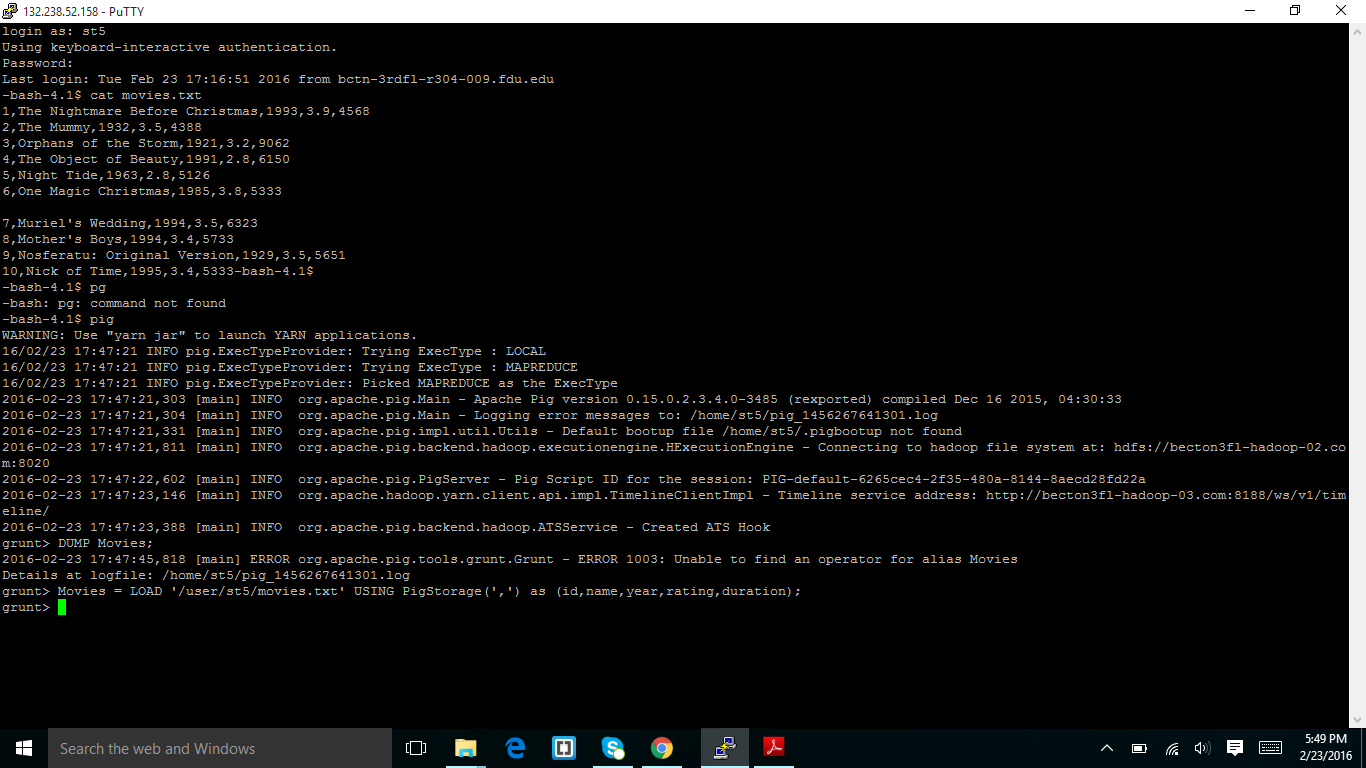 132.238.52.158 - PuTTY
login as: st5
Using keyboard-interactive authentication.
Password:
Last login: Tue Feb 23 17:16:51 2016 from bctn-3rdfl-r304-009.fdu.edu
-bash-4.1$ cat movies.txt
1,The Nightmare Before Christmas,1993,3.9,4568
2,The Mummy,1932,3.5,4388
3,Orphans of the Storm,1921,3.2,9062
4,The Object of Beauty,1991,2.8,6150
5,Night Tide,1963,2.8,5126
6,One Magic Christmas,1985,3.8,5333
7,Muriel's Wedding,1994,3.5,6323
8,Mother's Boys,1994,3.4,5733
9,Nosferatu: Original Version,1929,3.5,5651
10,Nick of Time,1995,3.4,5333-bash-4.1$
-bash-4.1$ pg
-bash: pg: command not found
-bash-4.1$ pig
WARNING: Use "yarn jar" to launch YARN applications.
16/02/23 17:47:21 INFO pig.ExecTypeProvider: Trying ExecType : LOCAL
16/02/23 17:47:21 INFO pig.ExecTypeProvider: Trying ExecType : MAPREDUCE
16/02/23 17:47:21 INFO pig.ExecTypeProvider: Picked MAPREDUCE as the ExecType
2016-02-23 17:47:21,303 [main] INFO  org.apache.pig.Main - Apache Pig version 0.15.0.2.3.4.0-3485 (rexported) compiled Dec 16 2015, 04:30:33
2016-02-23 17:47:21,304 [main] INFO  org.apache.pig.Main - Logging error messages to: /home/st5/pig_1456267641301.log
2016-02-23 17:47:21,331 [main] INFO  org.apache.pig.impl.util.Utils - Default bootup file /home/st5/.pigbootup not found
2016-02-23 17:47:21,811 [main] INFO  org.apache.pig.backend.hadoop.executionengine.HExecutionEngine - Connecting to hadoop file system at: hdfs://becton3fl-hadoop-02.co
m:8020
2016-02-23 17:47:22,602 [main] INFO  org.apache.pig.PigServer - Pig Script ID for the session: PIG-default-6265cec4-2f35-480a-8144-8aecd28fd22a
2016-02-23 17:47:23,146 [main] INFO  org.apache.hadoop.yarn.client.api.impl.TimelineClientImpl - Timeline service address: http://becton3fl-hadoop-03.com:8188/ws/v1/tim
eline/
2016-02-23 17:47:23,388 [main] INFO  org.apache.pig.backend.hadoop.ATSService - Created ATS Hook
grunt> DUMP Movies;
2016-02-23 17:47:45,818 [main] ERROR org.apache.pig.tools.grunt.Grunt - ERROR 1003: Unable to find an operator for alias Movies
Details at logfile: /home/st5/pig_1456267641301.log
grunt> Movies = LOAD '/user/st5/movies.txt' USING PigStorage(',') as (id,name,year,rating,duration);
grunt>
Search the web and Windows
5:49 PM
2/23/2016